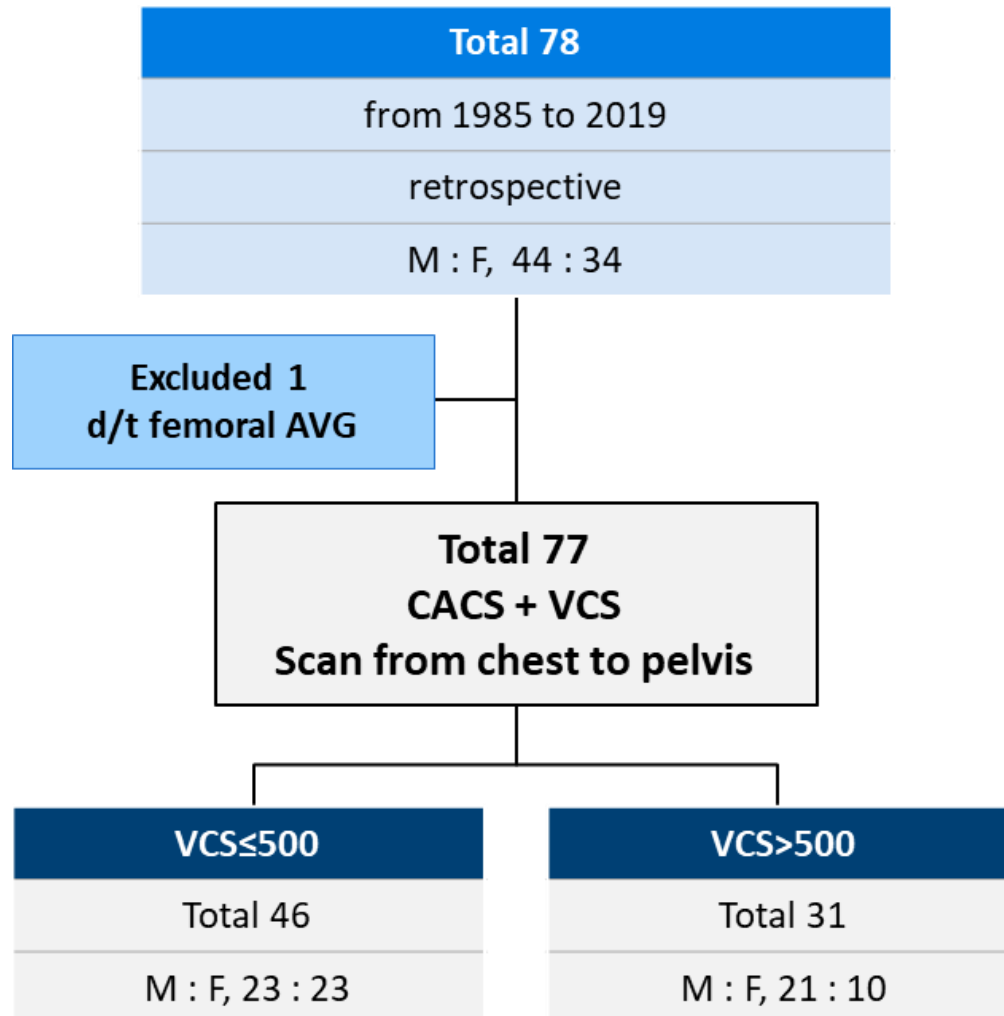 Total 78
from 1985 to 2019
retrospective
M : F, 44 : 34
Excluded 1
d/t femoral AVG
Total 77
CACS + VCS
Scan from chest to pelvis
VCS≤500
Total 46
M : F, 23 : 23
VCS>500
Total 31
M : F, 21 : 10